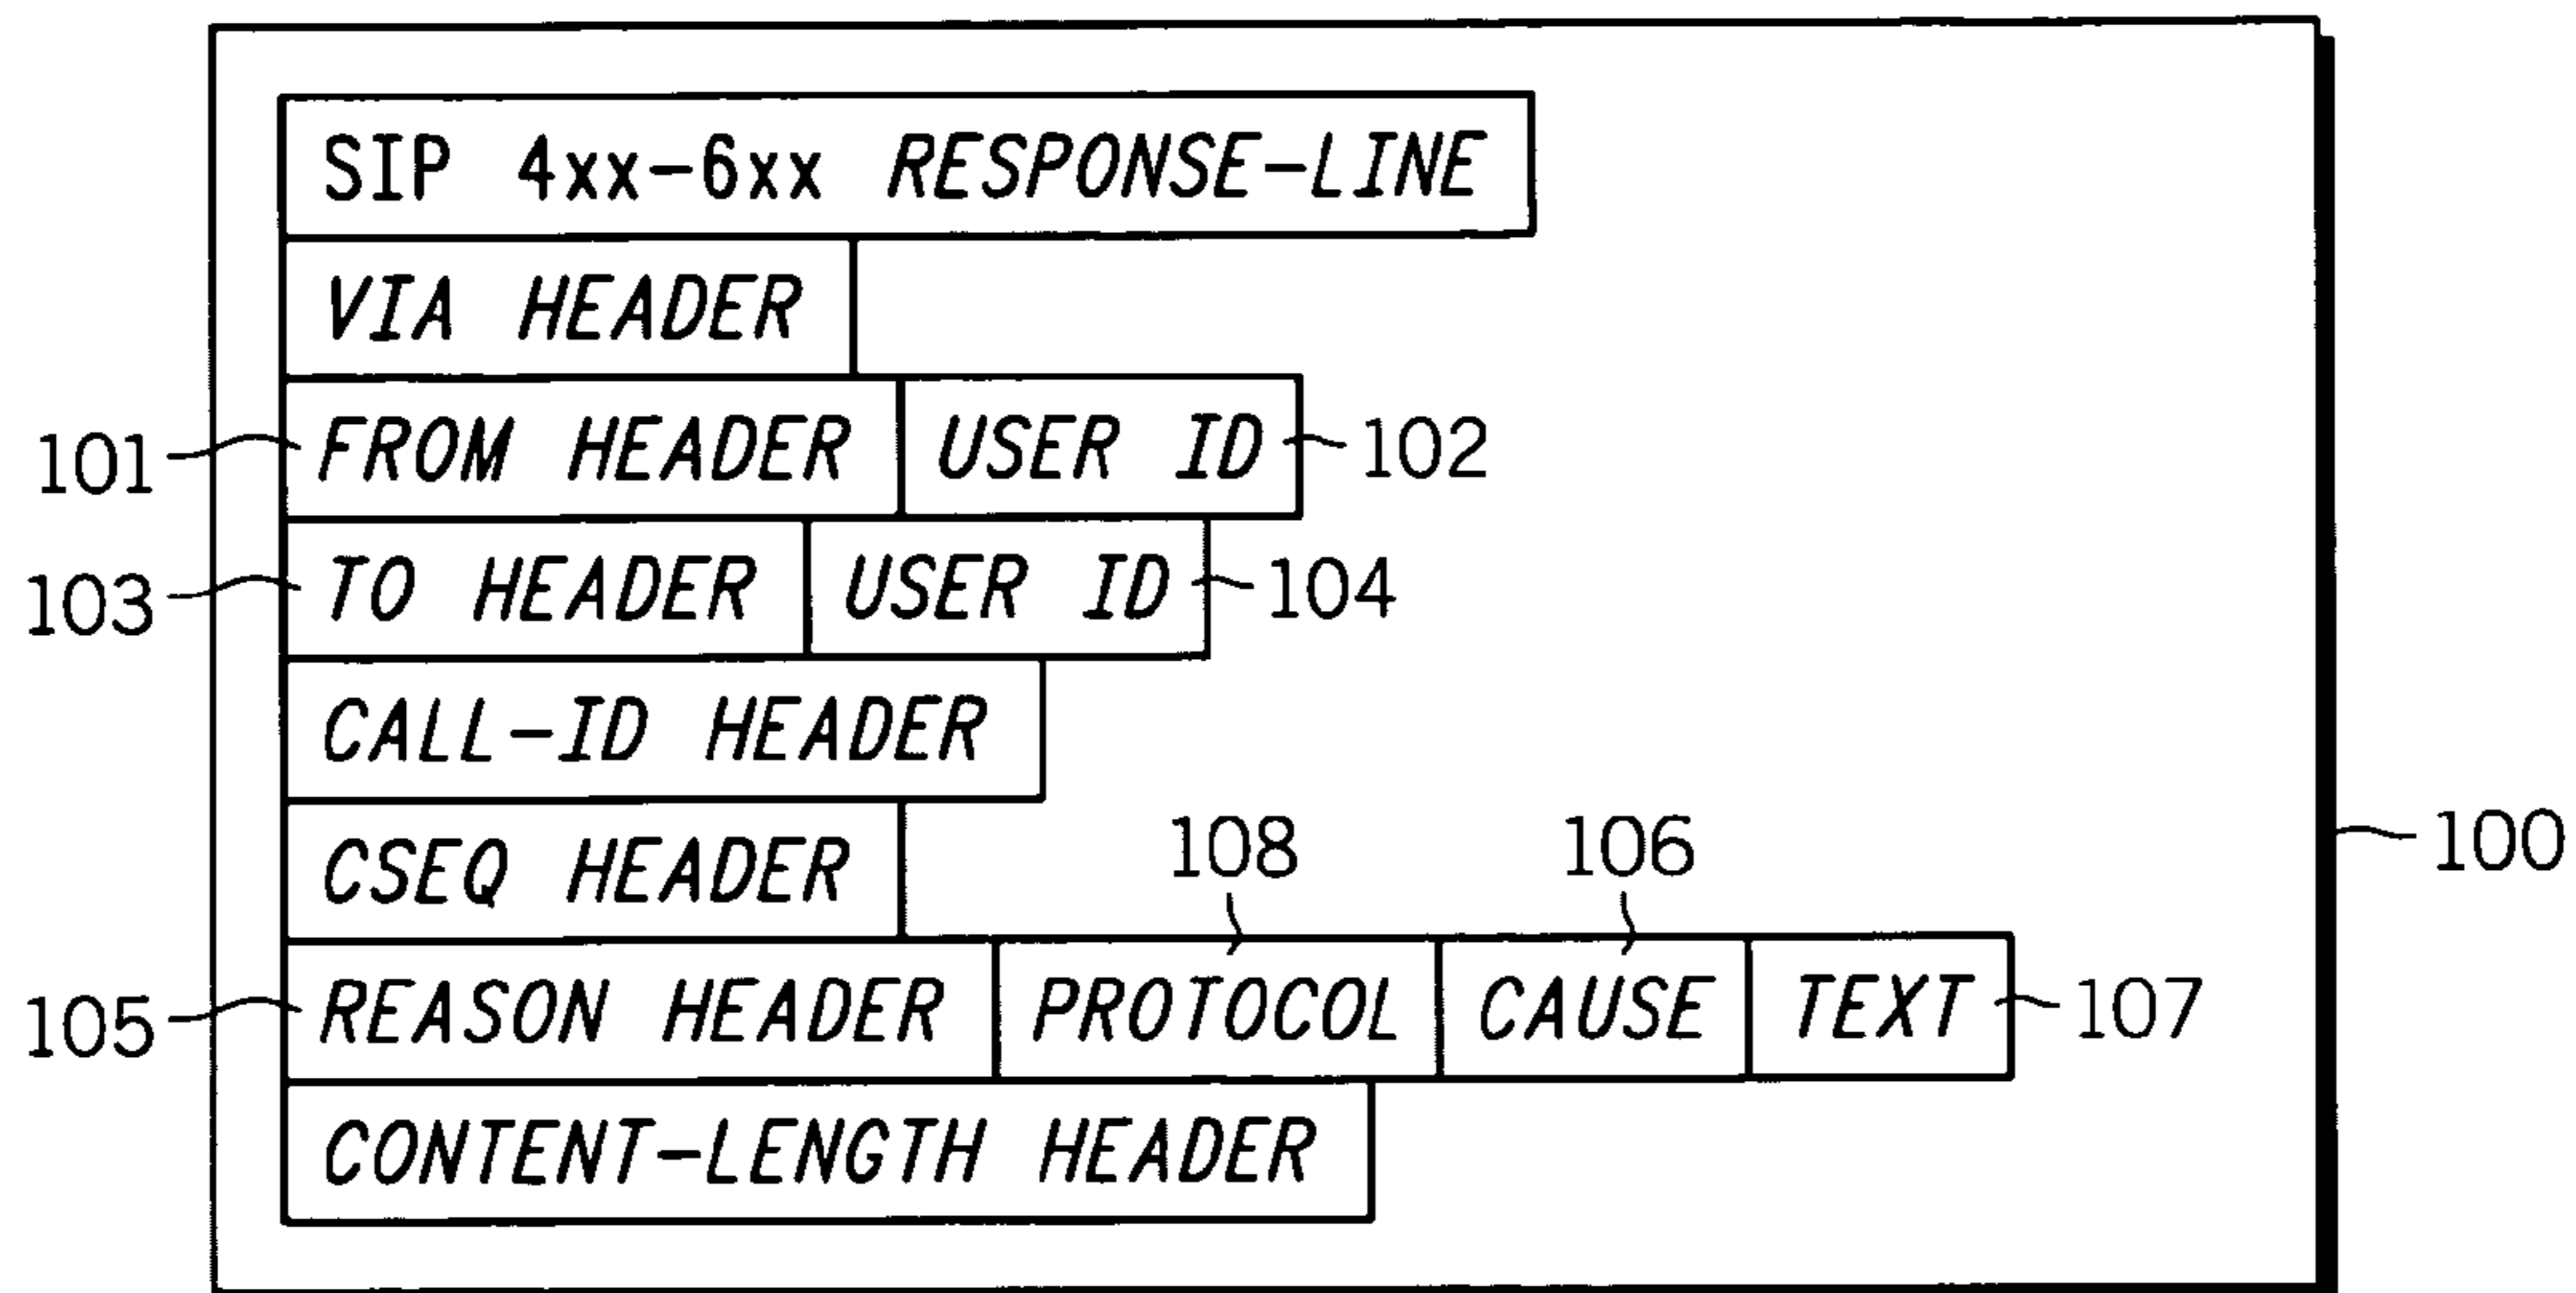 SIP 4xx-6xx RESPONSE-LINE
VIA HEADER
101 FROM HEADER USER ID 102
103 TO HEADER USER ID 104
CALL-ID HEADER
CSEQ HEADER
108 106 100
105 REASON HEADER PROTOCOL CAUSE TEXT 107
CONTENT-LENGTH HEADER